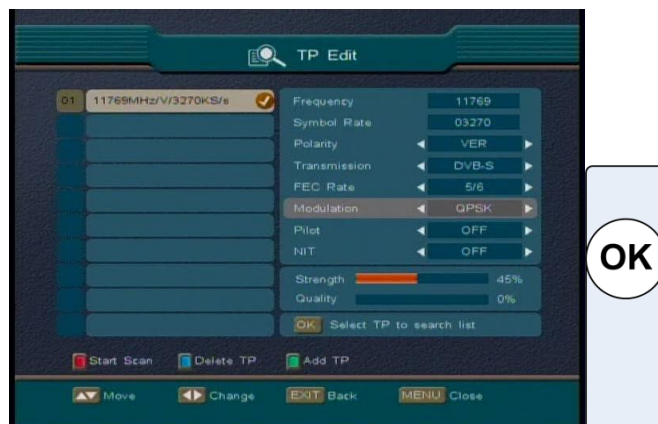 TP Edit
01 11769MHz/V/3270KS/s
Frequency 11769
Symbol Rate 03270
Polarity VER
Transmission DVB-S
FEC Rate 5/6
Modulation QPSK
Pilot OFF
NIT OFF
Strength 45%
Quality 0%
OK Select TP to search list
Start Scan Delete TP Add TP
Move Change EXIT Back MENU Close
OK